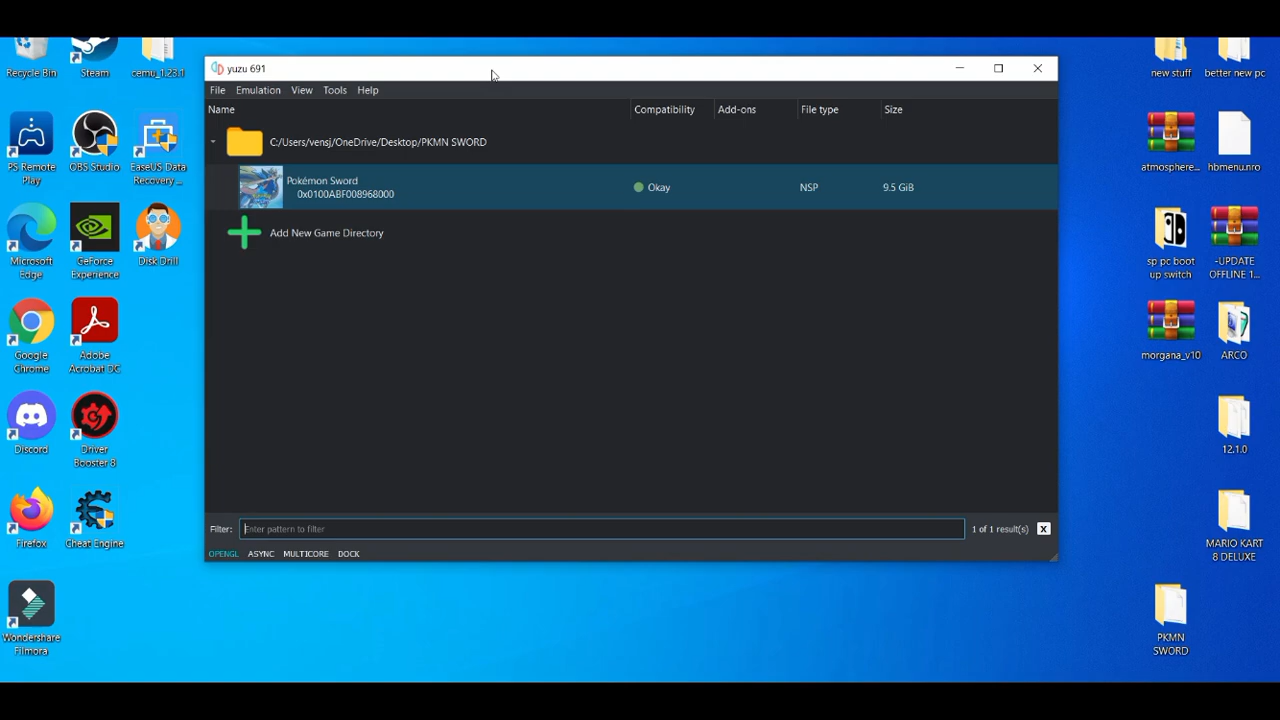 Recycle Bin
Steam
cemu_1.23.1
PS Remote
Play
OBS Studio
EaseUS Data
Recovery ...
Microsoft
Edge
GeForce
Experience
Disk Drill
Google
Chrome
Adobe
Acrobat DC
Discord
Driver
Booster 8
Firefox
Cheat Engine
Wondershare
Filmora
yuzu 691
File Emulation View Tools Help
Name Compatibility Add-ons File type Size
C:/Users/vensj/OneDrive/Desktop/PKMN SWORD
Pokémon Sword
0x0100ABF008968000
Okay NSP 9.5 GiB
Add New Game Directory
Filter: Enter pattern to filter 1 of 1 result(s) X
OPENGL ASYNC MULTICORE DOCK
new stuff
better new pc
atmosphere...
hbmenu.nro
sp pc boot
up switch
-UPDATE
OFFLINE 1...
morgana_v10
ARCO
12.1.0
MARIO KART
8 DELUXE
PKMN
SWORD